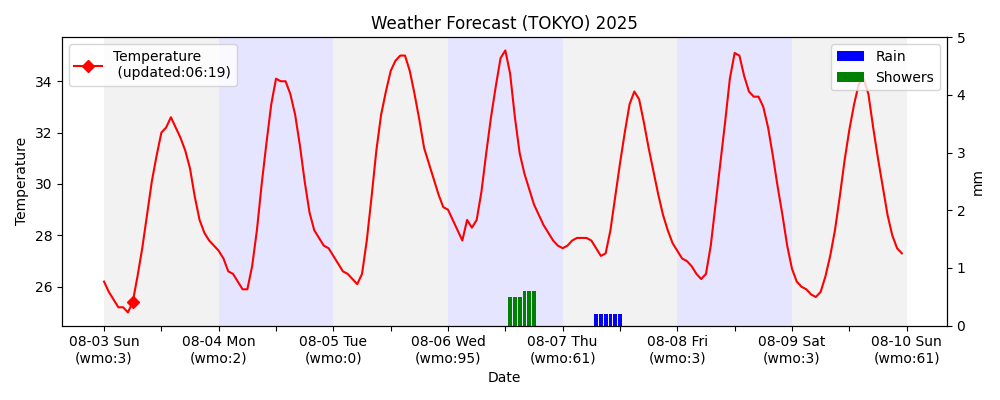 Weather Forecast (TOKYO) 2025
Temperature
(updated:06:19)
Rain
Showers
Temperature
34
32
30
28
26
5
4
3
2
1
0
mm
08-03 Sun
(wmo:3)
08-04 Mon
(wmo:2)
08-05 Tue
(wmo:0)
08-06 Wed
(wmo:95)
08-07 Thu
(wmo:61)
08-08 Fri
(wmo:3)
08-09 Sat
(wmo:3)
08-10 Sun
(wmo:61)
Date